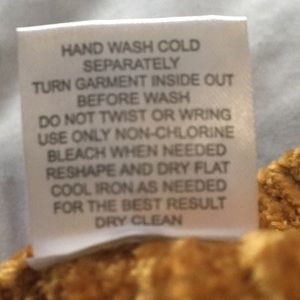 HAND WASH COLD
SEPARATELY
TURN GARMENT INSIDE OUT
BEFORE WASH
DO NOT TWIST OR WRING
USE ONLY NON-CHLORINE
BLEACH WHEN NEEDED
RESHAPE AND DRY FLAT
COOL IRON AS NEEDED
FOR THE BEST RESULT
DRY CLEAN